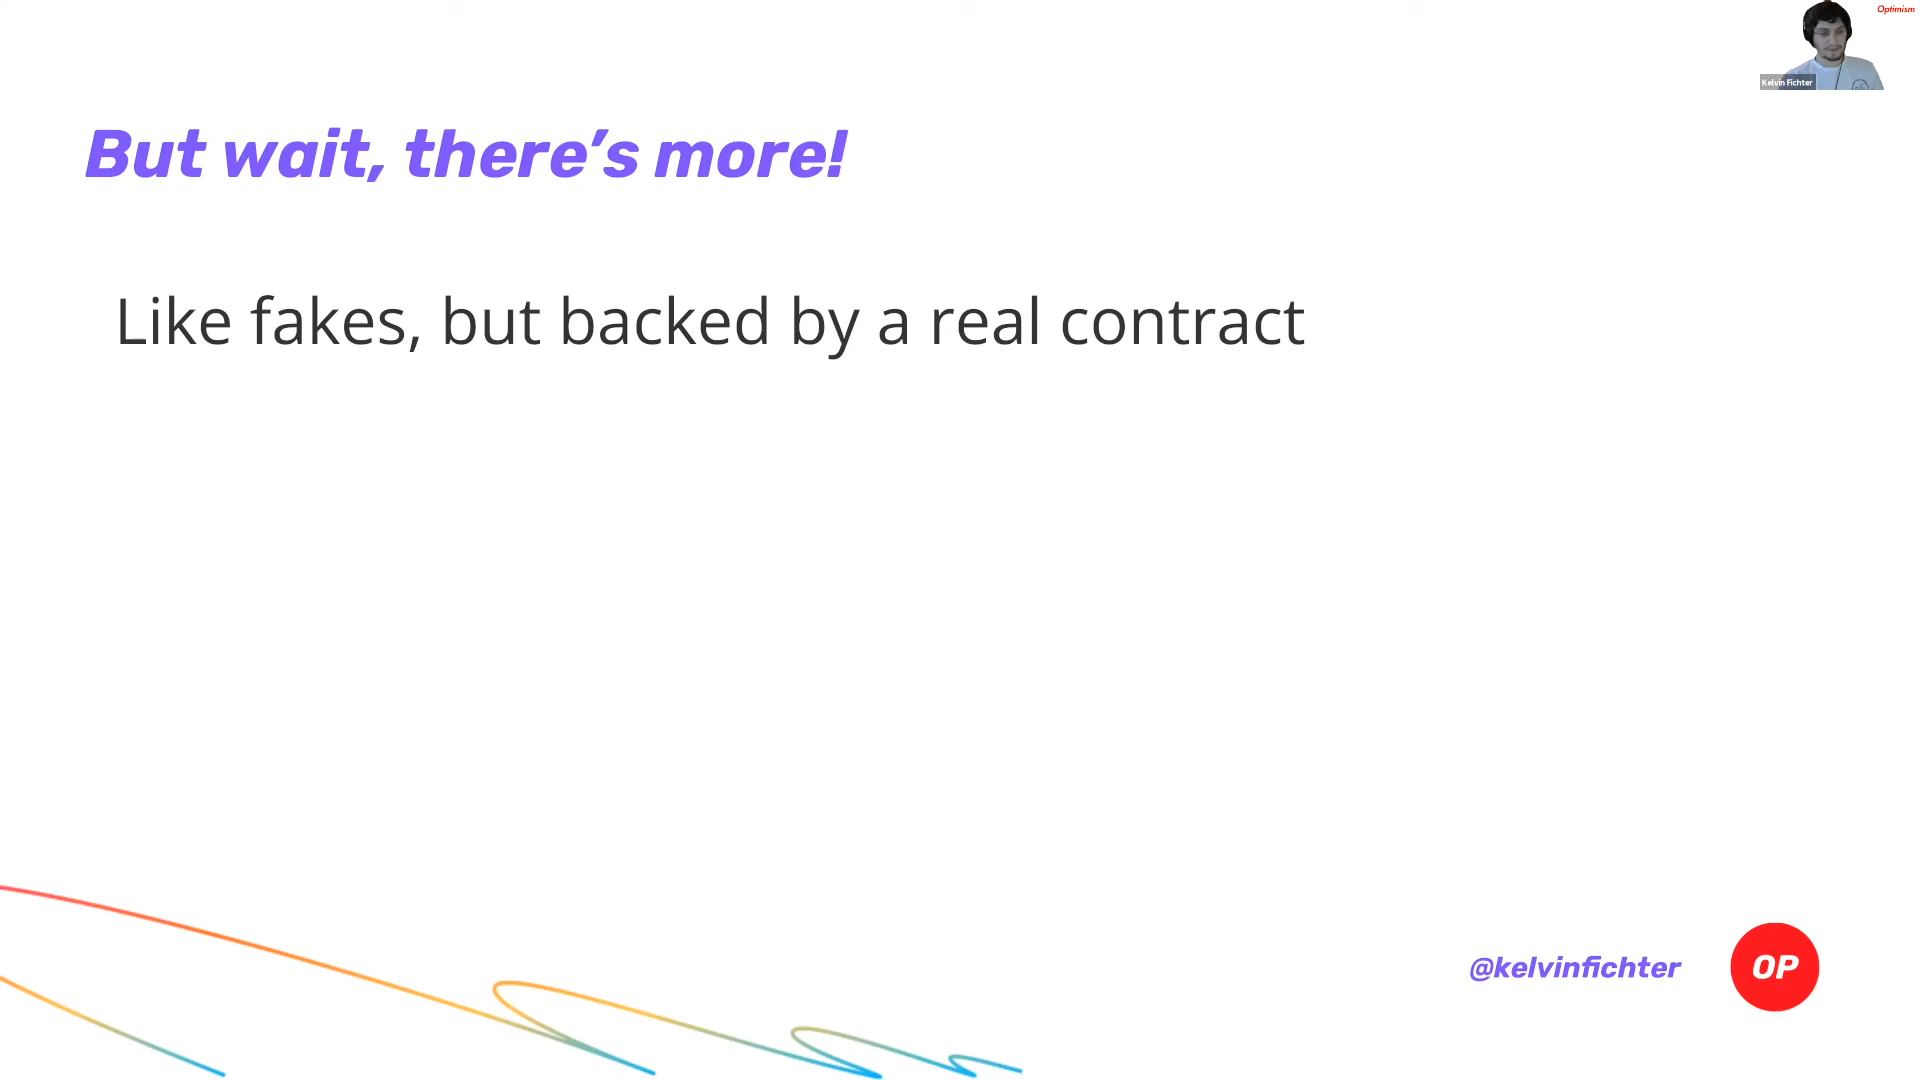 Optimism
Kelvin Fichter
But wait, there’s more!
Like fakes, but backed by a real contract
@kelvinfichter
OP